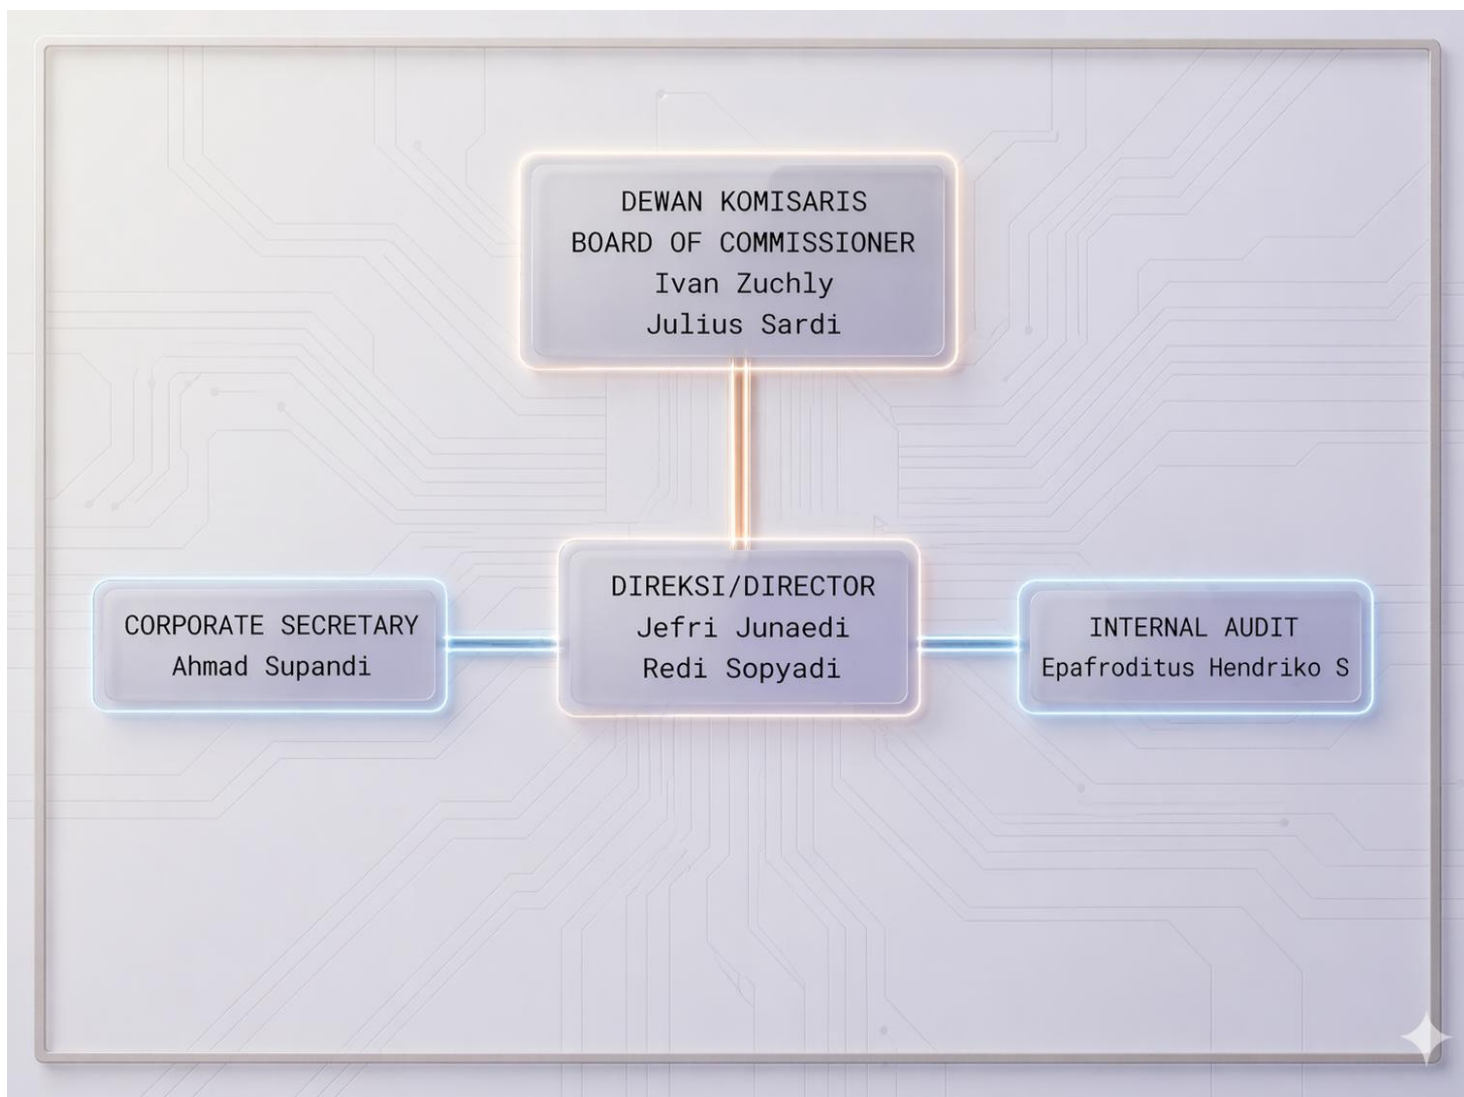 DEWAN KOMISARIS
BOARD OF COMMISSIONER
Ivan Zuchly
Julius Sardi
CORPORATE SECRETARY
Ahmad Supandi
DIREKSI/DIRECTOR
Jefri Junaedi
Redi Sopyadi
INTERNAL AUDIT
Epafroditus Hendriko S